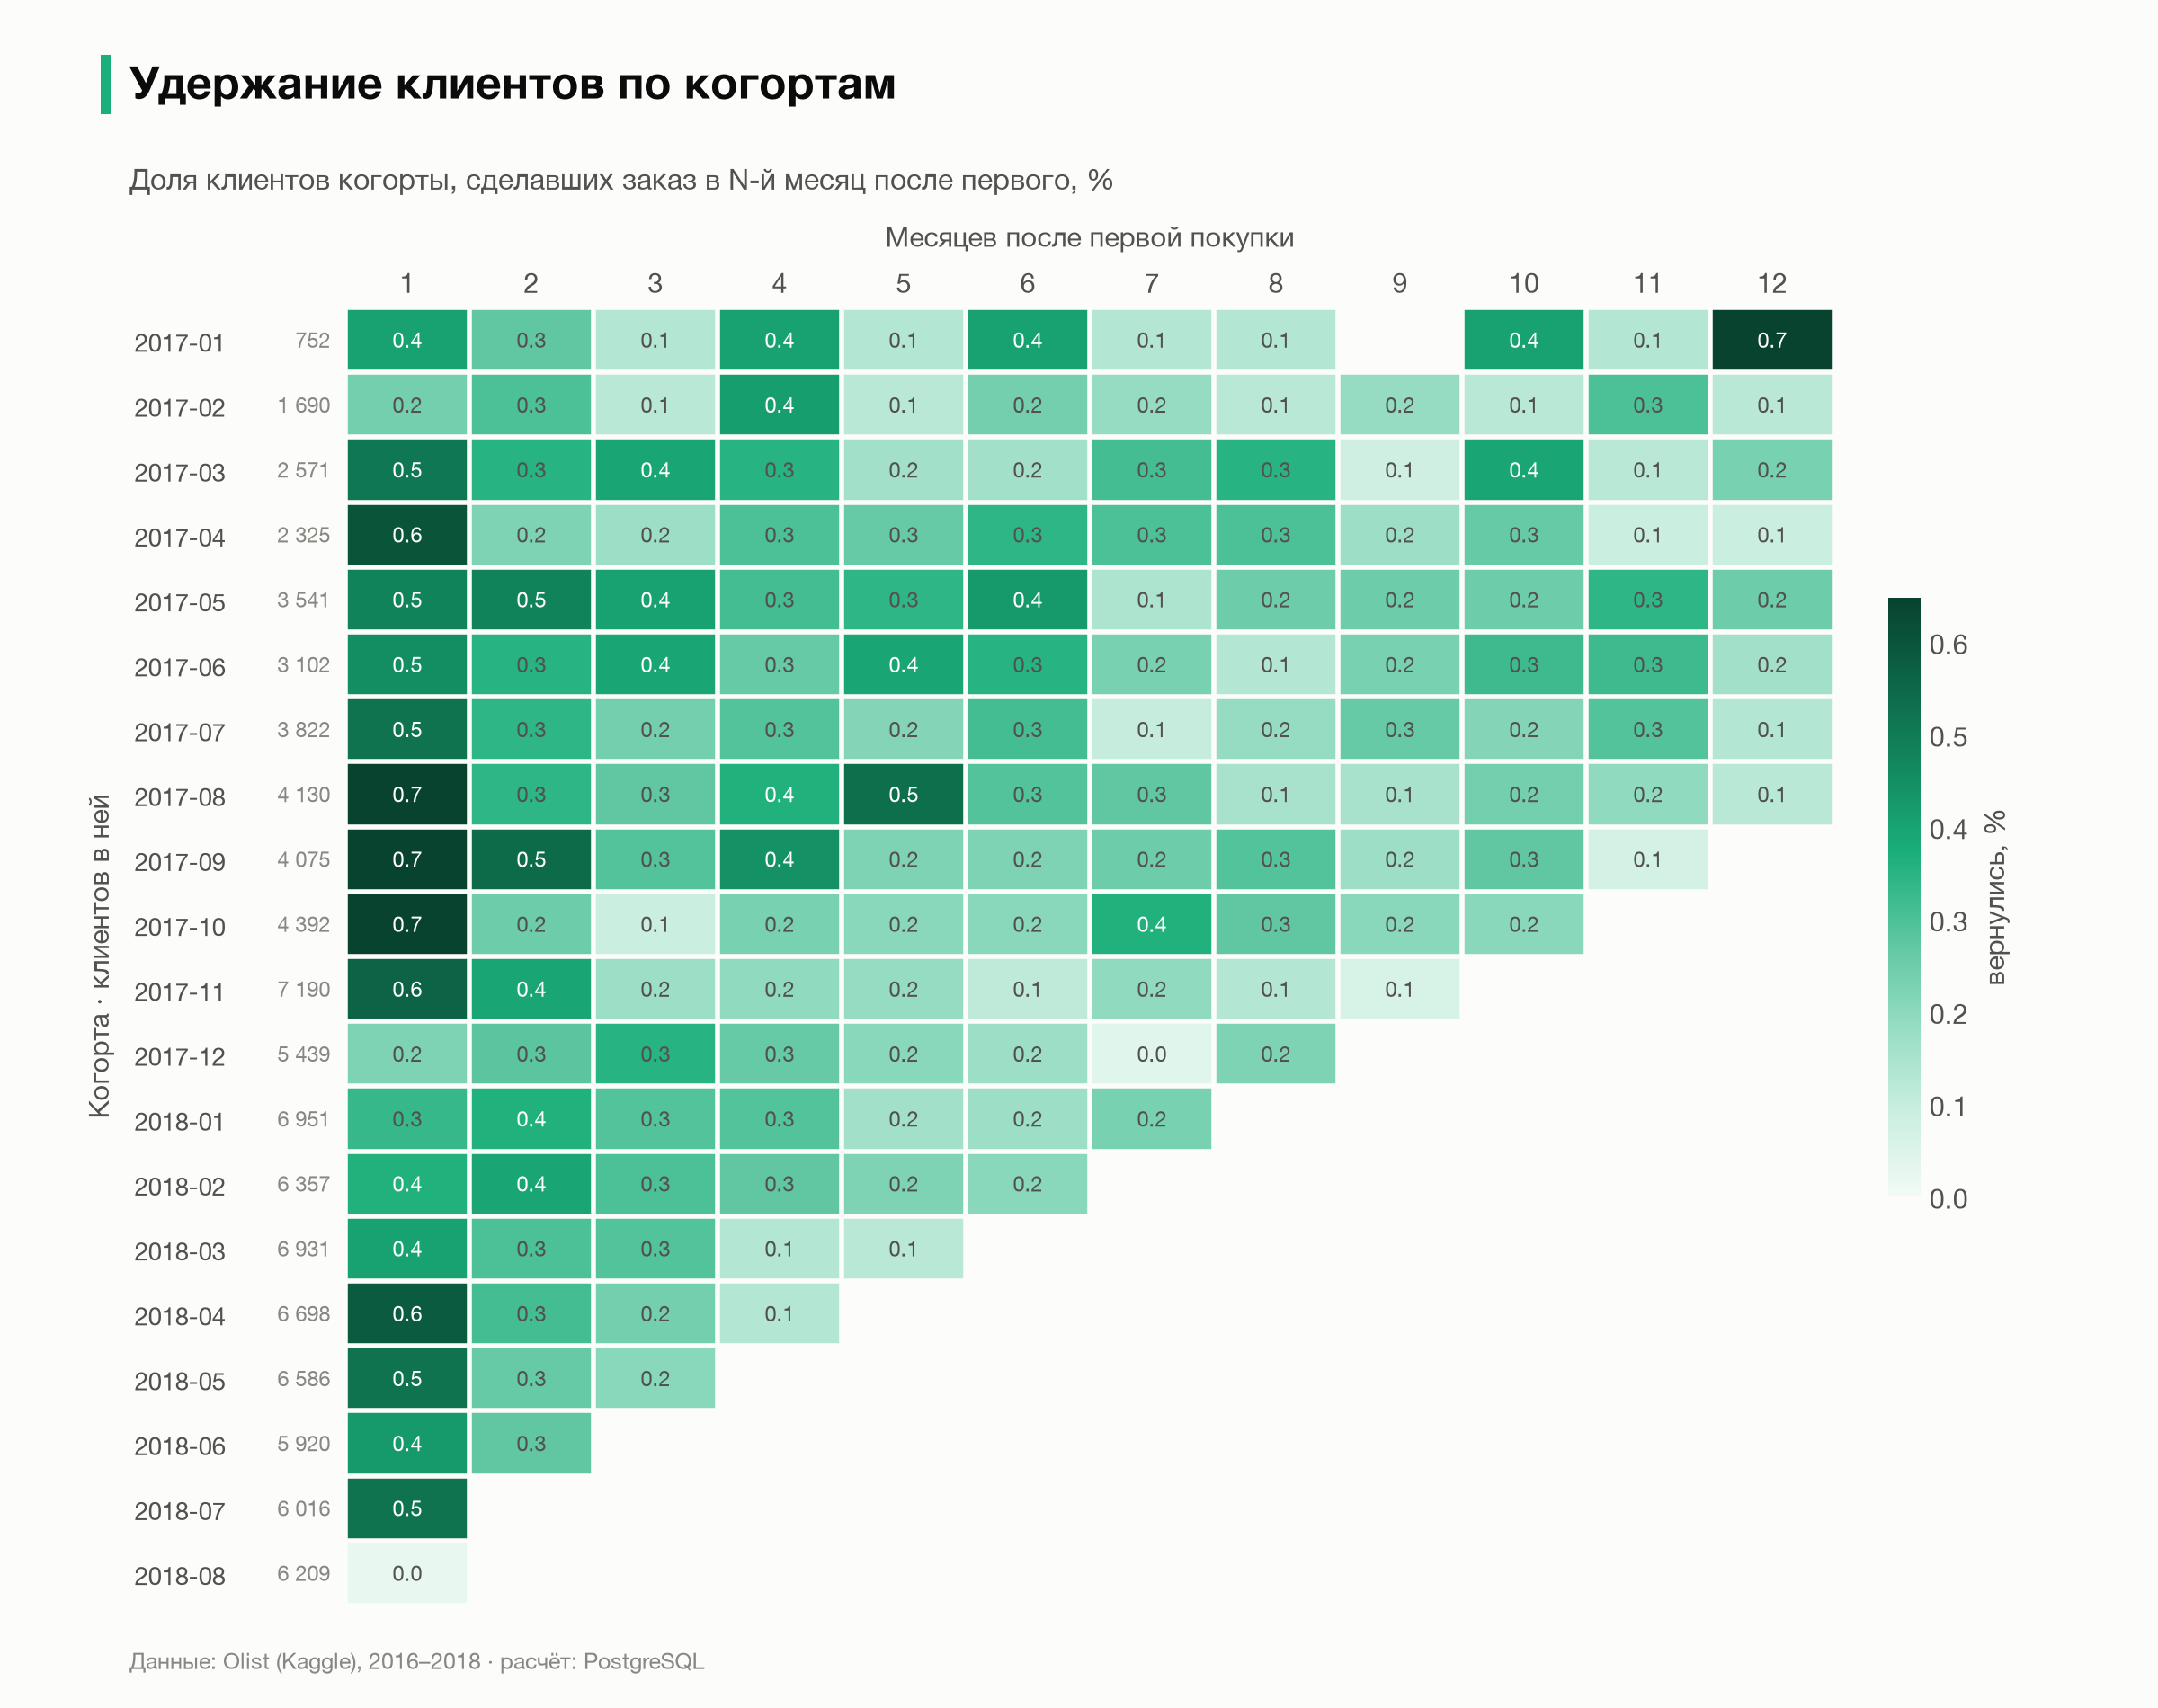 Удержание клиентов по когортам
Доля клиентов когорты, сделавших заказ в N-й месяц после первого, %
Месяцев после первой покупки
1 2 3 4 5 6 7 8 9 10 11 12
2017-01 752 0.4 0.3 0.1 0.4 0.1 0.4 0.1 0.1 0.4 0.1 0.7
2017-02 1 690 0.2 0.3 0.1 0.4 0.1 0.2 0.2 0.1 0.2 0.1 0.3 0.1
2017-03 2 571 0.5 0.3 0.4 0.3 0.2 0.2 0.3 0.3 0.1 0.4 0.1 0.2
2017-04 2 325 0.6 0.2 0.2 0.3 0.3 0.3 0.3 0.3 0.2 0.3 0.1 0.1
2017-05 3 541 0.5 0.5 0.4 0.3 0.3 0.4 0.1 0.2 0.2 0.2 0.3 0.2
2017-06 3 102 0.5 0.3 0.4 0.3 0.4 0.3 0.2 0.1 0.2 0.3 0.3 0.2
2017-07 3 822 0.5 0.3 0.2 0.3 0.2 0.3 0.1 0.2 0.3 0.2 0.3 0.1
2017-08 4 130 0.7 0.3 0.3 0.4 0.5 0.3 0.3 0.1 0.1 0.2 0.2 0.1
2017-09 4 075 0.7 0.5 0.3 0.4 0.2 0.2 0.2 0.3 0.2 0.3 0.1
2017-10 4 392 0.7 0.2 0.1 0.2 0.2 0.2 0.4 0.3 0.2 0.2
2017-11 7 190 0.6 0.4 0.2 0.2 0.2 0.1 0.2 0.1 0.1
2017-12 5 439 0.2 0.3 0.3 0.3 0.2 0.2 0.0 0.2
2018-01 6 951 0.3 0.4 0.3 0.3 0.2 0.2 0.2
2018-02 6 357 0.4 0.4 0.3 0.3 0.2 0.2
2018-03 6 931 0.4 0.3 0.3 0.1 0.1
2018-04 6 698 0.6 0.3 0.2 0.1
2018-05 6 586 0.5 0.3 0.2
2018-06 5 920 0.4 0.3
2018-07 6 016 0.5
2018-08 6 209 0.0
Когорта · клиентов в ней
0.6
0.5
0.4
0.3
0.2
0.1
0.0
вернулись, %
Данные: Olist (Kaggle), 2016–2018 · расчёт: PostgreSQL